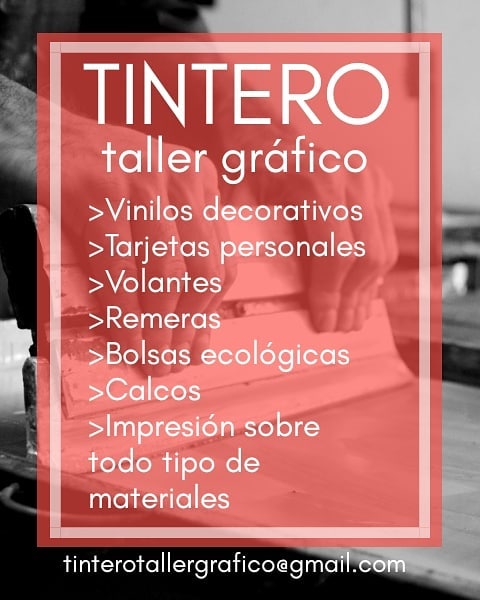 TINTERO
taller gráfico
>Vinilos decorativos
>Tarjetas personales
>Volantes
>Remeras
>Bolsas ecológicas
>Calcos
>Impresión sobre
todo tipo de
materiales
tinterotallergrafico@gmail.com